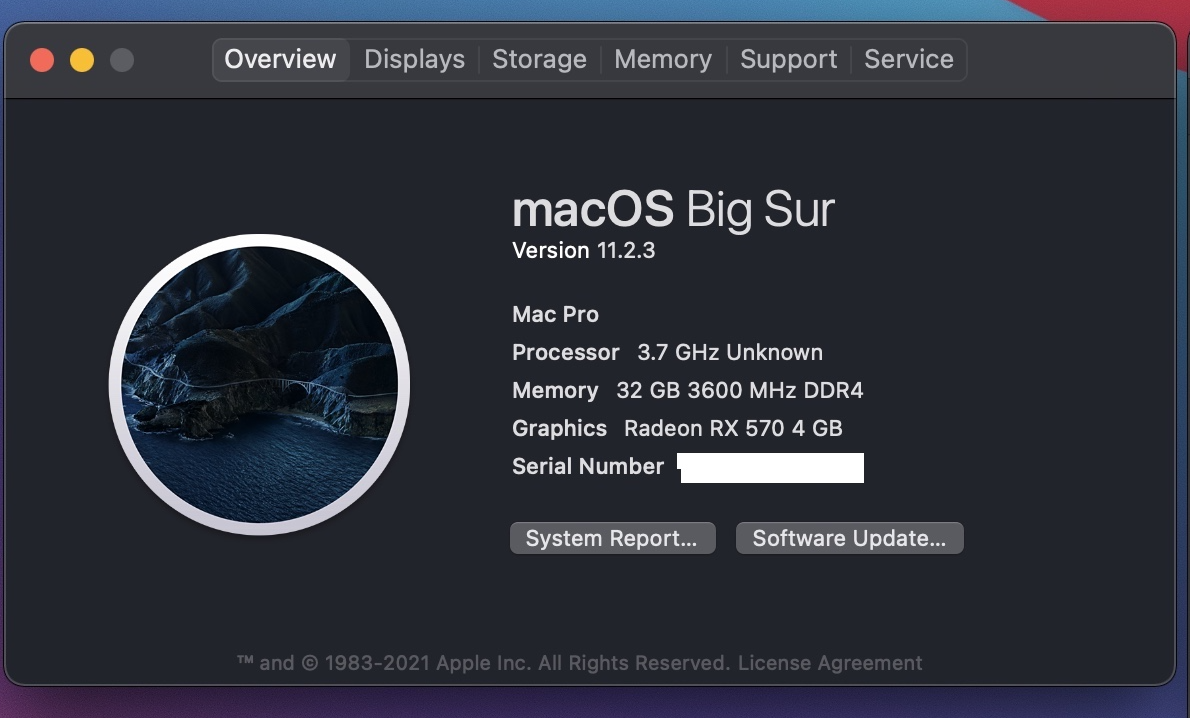 Overview Displays Storage Memory Support Service
macOS Big Sur
Version 11.2.3
Mac Pro
Processor 3.7 GHz Unknown
Memory 32 GB 3600 MHz DDR4
Graphics Radeon RX 570 4 GB
Serial Number
System Report... Software Update...
™ and © 1983-2021 Apple Inc. All Rights Reserved. License Agreement